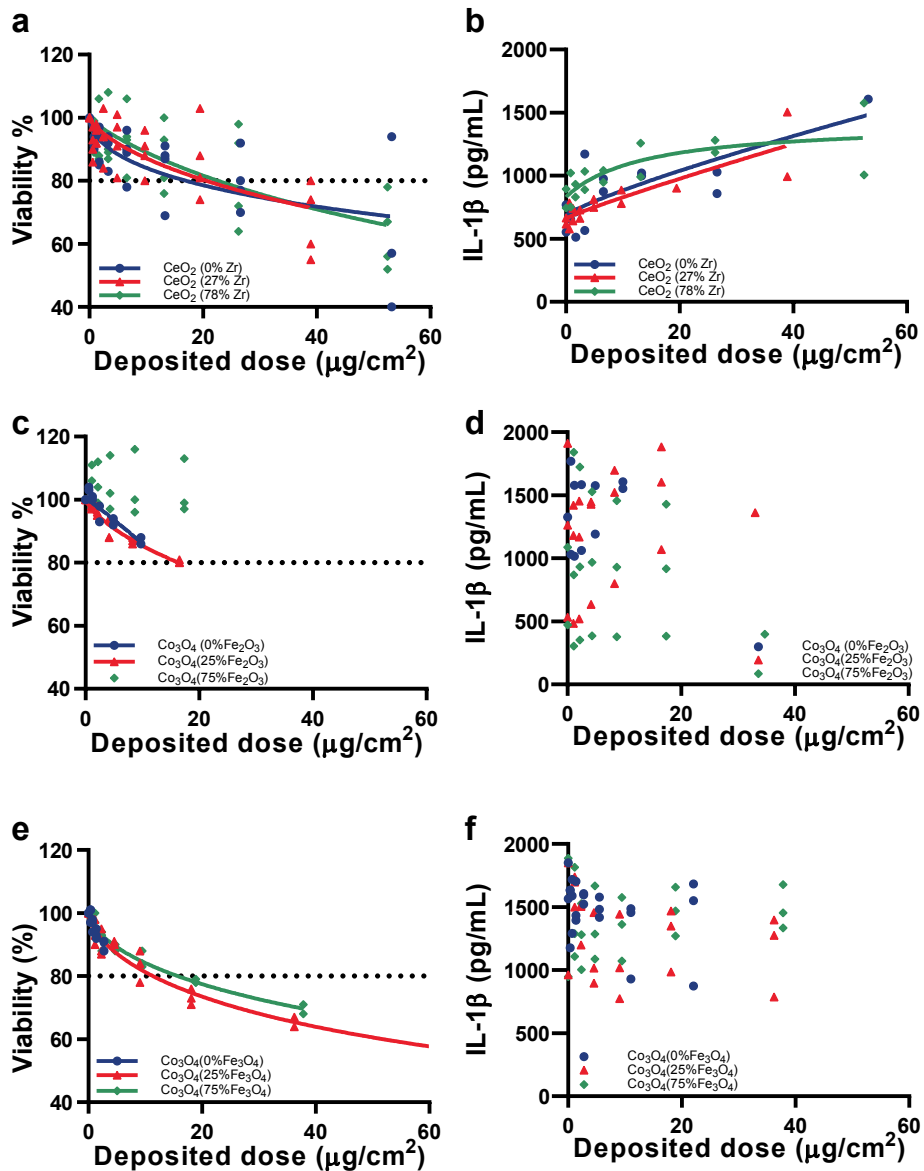 a
120
100
80
60
40
0
20
40
60
Viability %
Deposited dose (μg/cm²)
CeO₂ (0% Zr)
CeO₂ (27% Zr)
CeO₂ (78% Zr)
b
2000
1500
1000
500
0
0
20
40
60
IL-1β (pg/mL)
Deposited dose (μg/cm²)
CeO₂ (0% Zr)
CeO₂ (27% Zr)
CeO₂ (78% Zr)
c
120
100
80
60
40
0
20
40
60
Viability %
Deposited dose (μg/cm²)
Co₃O₄ (0%Fe₂O₃)
Co₃O₄(25%Fe₂O₃)
Co₃O₄(75%Fe₂O₃)
d
2000
1500
1000
500
0
0
20
40
60
IL-1β (pg/mL)
Deposited dose (μg/cm²)
Co₃O₄ (0%Fe₂O₃)
Co₃O₄(25%Fe₂O₃)
Co₃O₄(75%Fe₂O₃)
e
120
100
80
60
40
0
20
40
60
Viability (%)
Deposited dose (μg/cm²)
Co₃O₄(0%Fe₃O₄)
Co₃O₄(25%Fe₃O₄)
Co₃O₄(75%Fe₃O₄)
f
2000
1500
1000
500
0
0
20
40
60
IL-1β (pg/mL)
Deposited dose (μg/cm²)
Co₃O₄(0%Fe₃O₄)
Co₃O₄(25%Fe₃O₄)
Co₃O₄(75%Fe₃O₄)